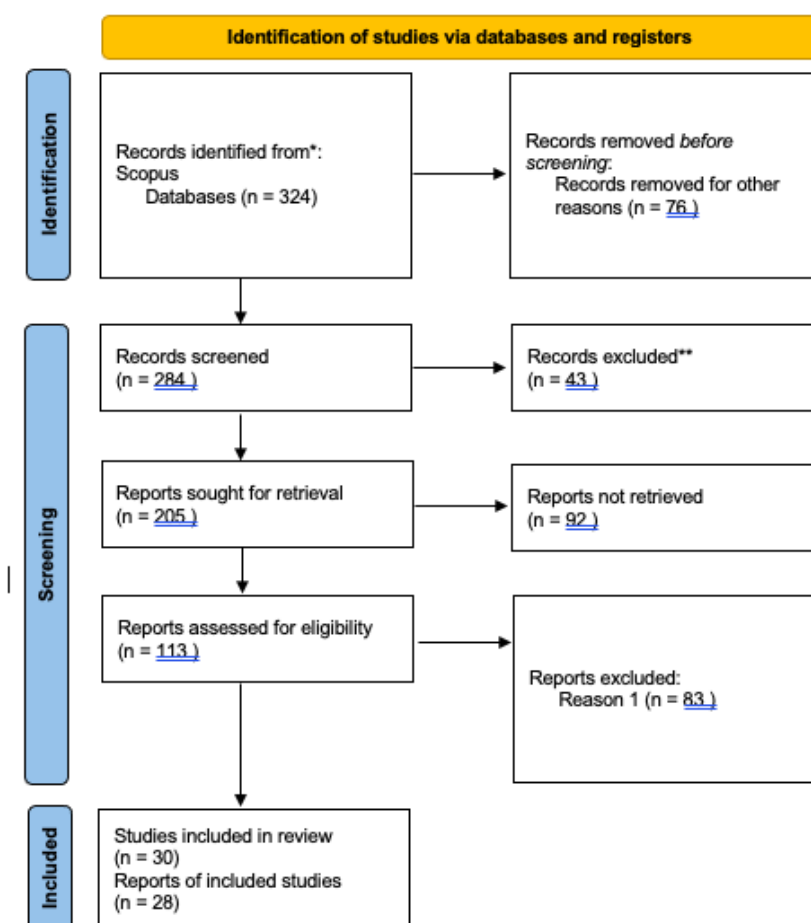 Identification of studies via databases and registers
Identification
Records identified from*:
Scopus
Databases (n = 324)
Records removed before
screening:
Records removed for other
reasons (n = 76 )
Screening
Records screened
(n = 284 )
Records excluded**
(n = 43 )
Reports sought for retrieval
(n = 205 )
Reports not retrieved
(n = 92 )
Reports assessed for eligibility
(n = 113 )
Reports excluded:
Reason 1 (n = 83 )
Included
Studies included in review
(n = 30)
Reports of included studies
(n = 28)